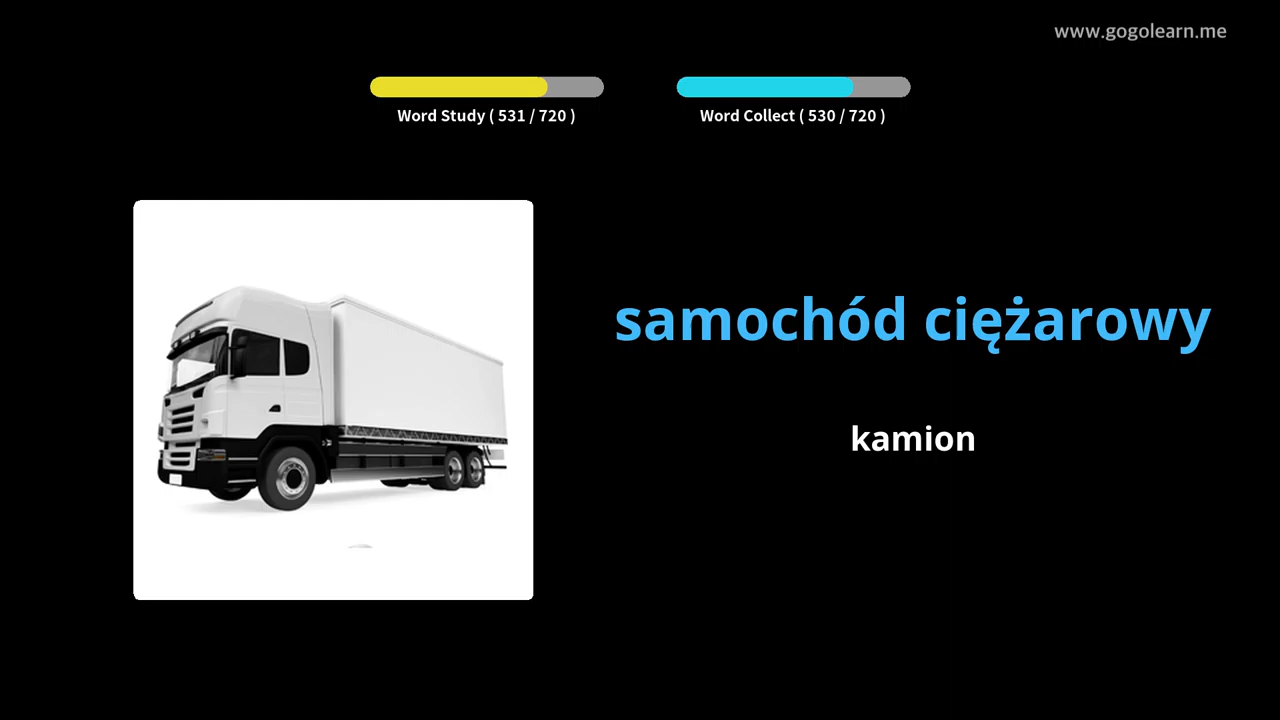 www.gogolearn.me
Word Study ( 531 / 720 )
Word Collect ( 530 / 720 )
samochód ciężarowy
kamion